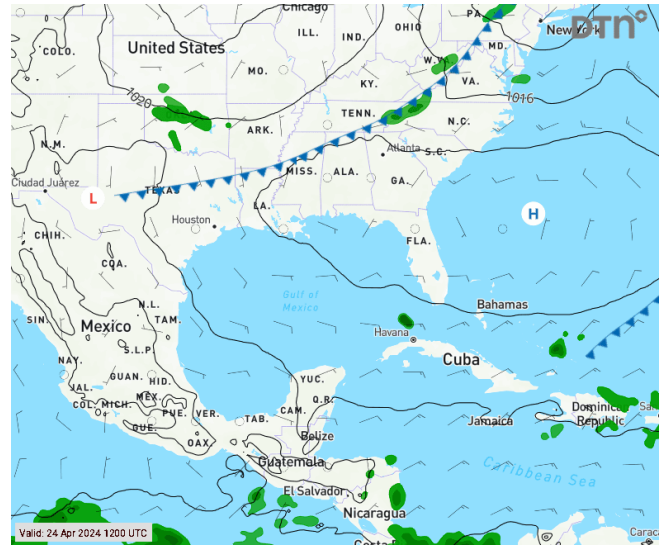 Chicago
PA.
New York
DTN
OHIO
ILL.
IND.
MD.
United States
COLO.
W.V.
MO.
KY.
VA.
1020
1016
TENN.
N.C.
ARK.
N.M.
Atlanta
S.C.
MISS.
ALA.
GA.
Ciudad Juárez
TEXAS
L
LA.
H
Houston
CHIH.
FLA.
COA.
Gulf of
Mexico
N.L.
Bahamas
SIN.
Mexico
TAM.
Havana
S.L.P.
Cuba
NAY.
GUAN.
HID.
YUC.
JAL.
MEX.
Q.R.
COL.
MICH.
PUE.
VER.
CAM.
Dominican
TAB.
Jamaica
Republic
GUE.
OAX.
Belize
Guatemala
Caribbean Sea
El Salvador
Nicaragua
Valid: 24 Apr 2024 1200 UTC